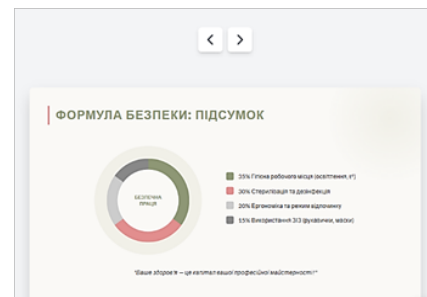 ФОРМУЛА БЕЗПЕКИ: ПІДСУМОК
БЕЗПЕЧНА
ПРАЦЯ
35% Гігієна робочого місця (освітлення, t°)
30% Стерилізація та дезінфекція
20% Ергономіка та режим відпочинку
15% Використання ЗІЗ (рукавички, маски)
"Ваше здоров'я — це капітал вашої професійної майстерності!"